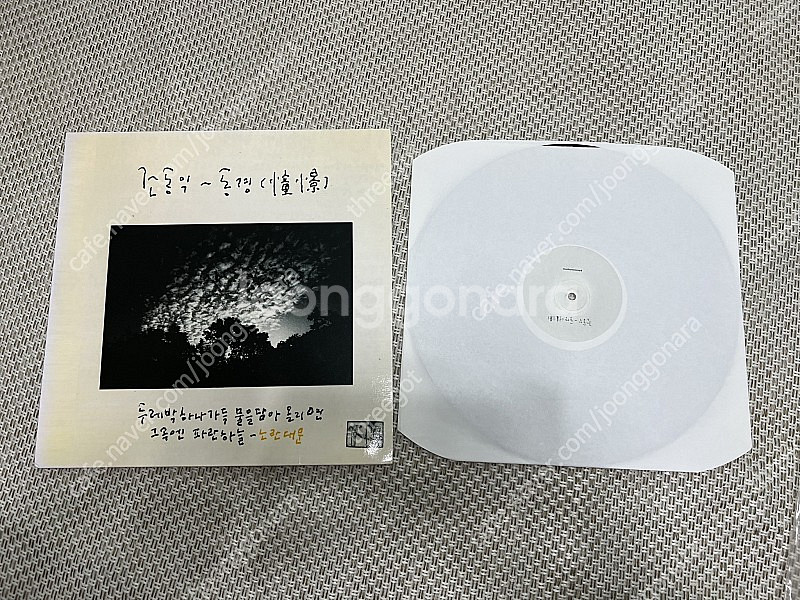 조동익 ~ 동경 (憧憬)
두레박 하나 가득 물을 담아 올리면
그속엔 파란하늘 - 노란대문
joonggonara
cafe.naver.com/joonggonara
threegot